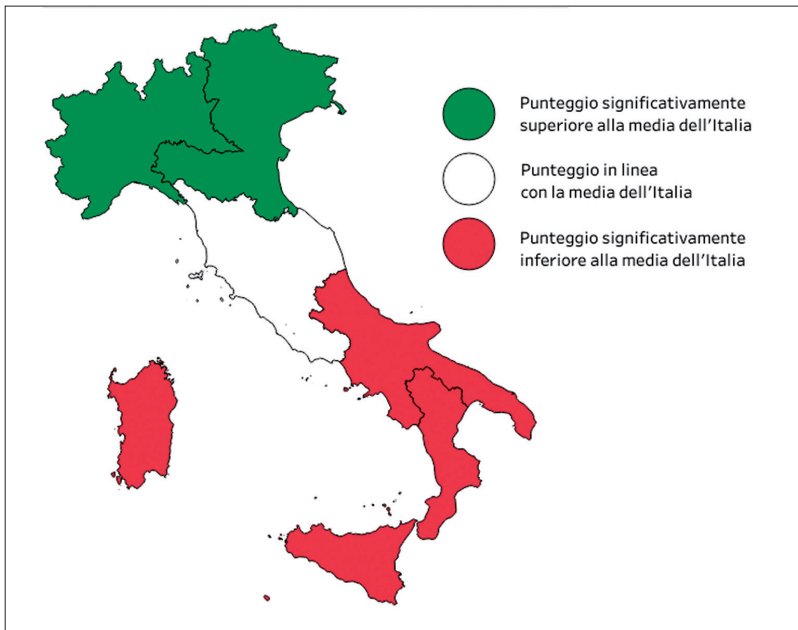 Punteggio significativamente
superiore alla media dell'Italia
Punteggio in linea
con la media dell'Italia
Punteggio significativamente
inferiore alla media dell'Italia